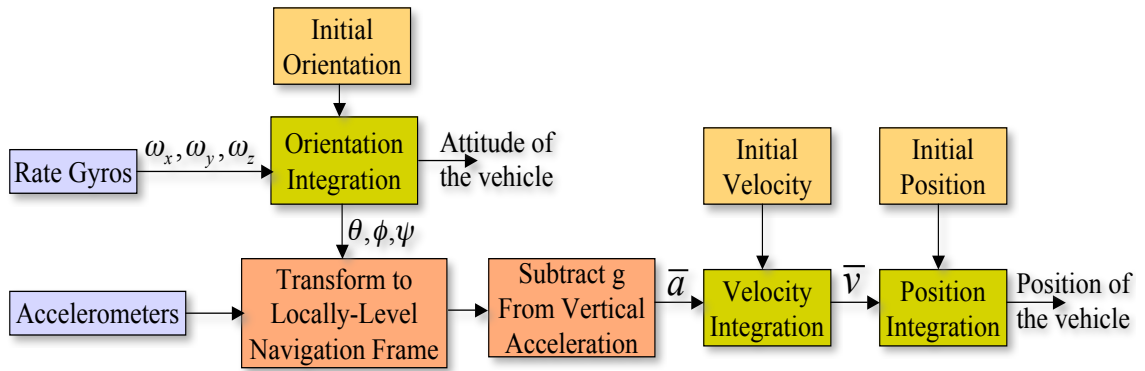 Initial
Orientation
Rate Gyros
ω_x, ω_y, ω_z
Orientation
Integration
Attitude of
the vehicle
Initial
Velocity
Initial
Position
θ,ϕ,ψ
Accelerometers
Transform to
Locally-Level
Navigation Frame
Subtract g
From Vertical
Acceleration
a̅
Velocity
Integration
v̅
Position
Integration
Position of
the vehicle